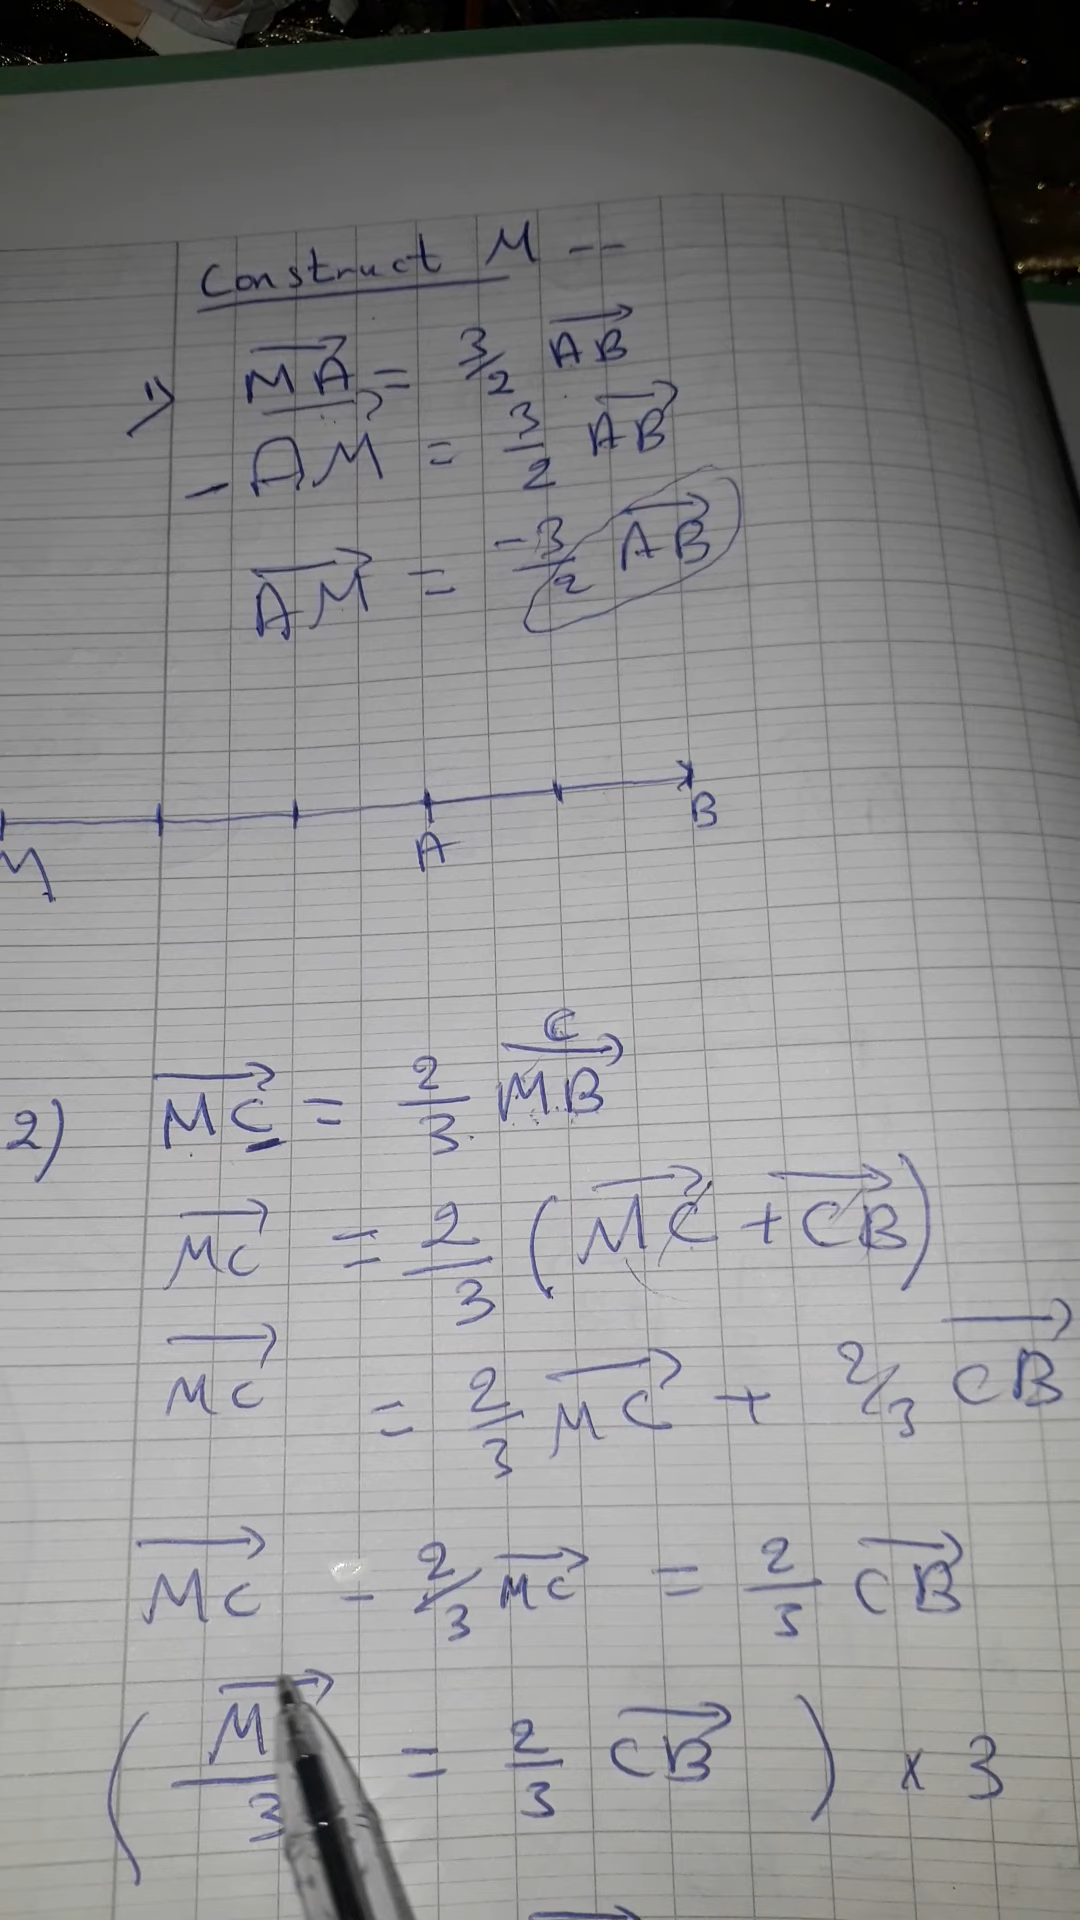 Construct M --
1) MA = 3/2 AB
- AM = 3/2 AB
AM = -3/2 AB
M A B
C
2) MC = 2/3 MB
MC = 2/3 (MC + CB)
MC = 2/3 MC + 2/3 CB
MC - 2/3 MC = 2/3 CB
( M /3 = 2/3 CB ) x 3